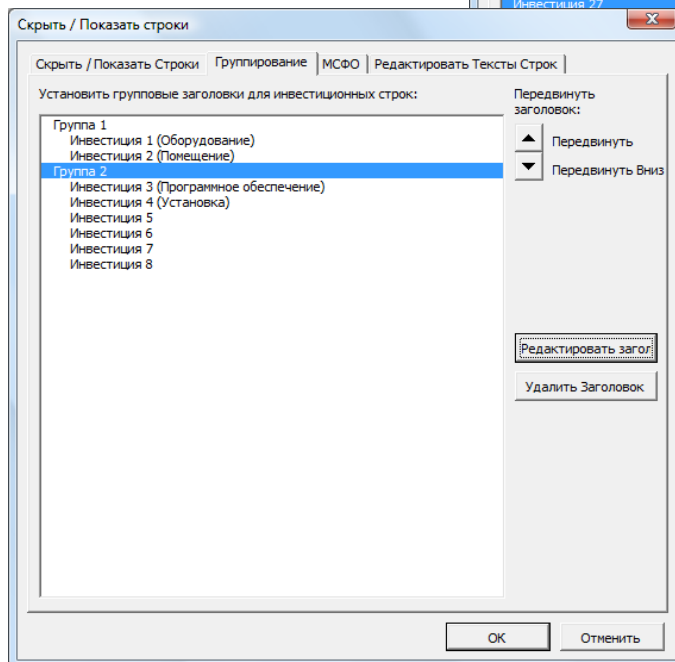 Инвестиция 27
Скрыть / Показать строки
Скрыть / Показать Строки
Группирование
МСФО
Редактировать Тексты Строк
Установить групповые заголовки для инвестиционных строк:
Передвинуть
заголовок:
Группа 1
Инвестиция 1 (Оборудование)
Инвестиция 2 (Помещение)
Группа 2
Инвестиция 3 (Программное обеспечение)
Инвестиция 4 (Установка)
Инвестиция 5
Инвестиция 6
Инвестиция 7
Инвестиция 8
Передвинуть
Передвинуть Вниз
Редактировать загол
Удалить Заголовок
ОК
Отменить